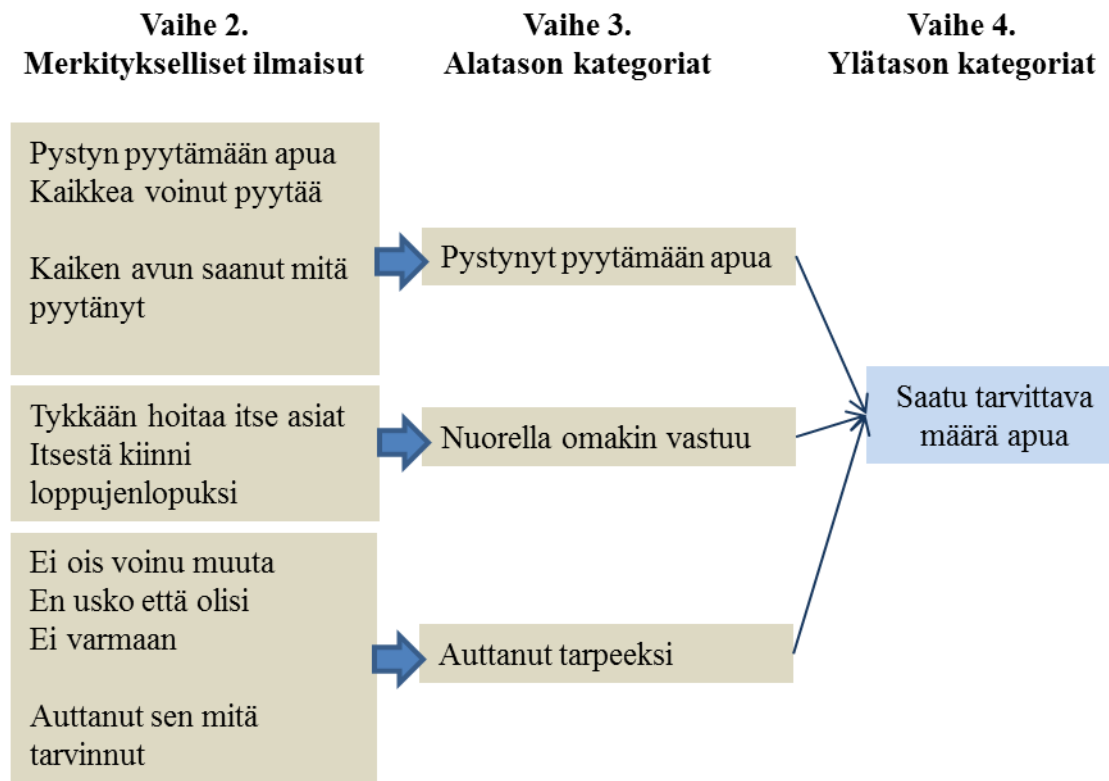 Vaihe 2.
Merkitykselliset ilmaisut
Vaihe 3.
Alatason kategoriat
Vaihe 4.
Ylätason kategoriat
Pystyn pyytämään apua
Kaikkea voinut pyytää
Kaiken avun saanut mitä
pyytänyt
Pystynyt pyytämään apua
Tykkään hoitaa itse asiat
Itsestä kiinni
loppujenlopuksi
Nuorella omakin vastuu
Saatu tarvittava
määrä apua
Ei ois voinu muuta
En usko että olisi
Ei varmaan
Auttanut sen mitä
tarvinnut
Auttanut tarpeeksi